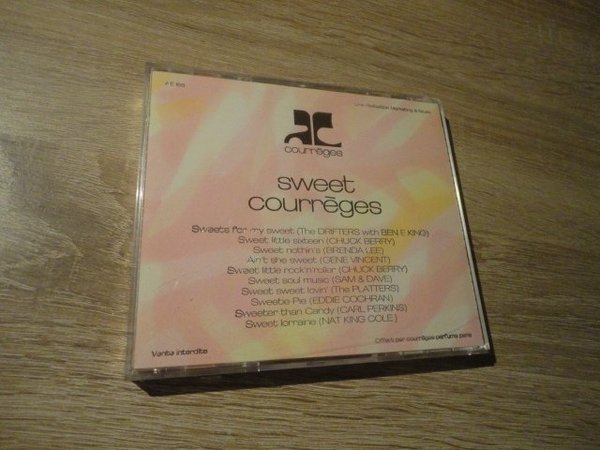 courrèges
sweet
courrēges
Sweets for my sweet (The DRIFTERS with BEN E KING)
Sweet little sixteen (CHUCK BERRY)
Sweet nothin's (BRENDA LEE)
Ain't she sweet (GENE VINCENT)
Sweet little rock'n'roller (CHUCK BERRY)
Sweet soul music (SAM & DAVE)
Sweet sweet lovin' (The PLATTERS)
Sweetie Pie (EDDIE COCHRAN)
Sweeter than Candy (CARL PERKINS)
Sweet lorraine (NAT KING COLE)
Vente interdite
Offert par courrèges perfume paris